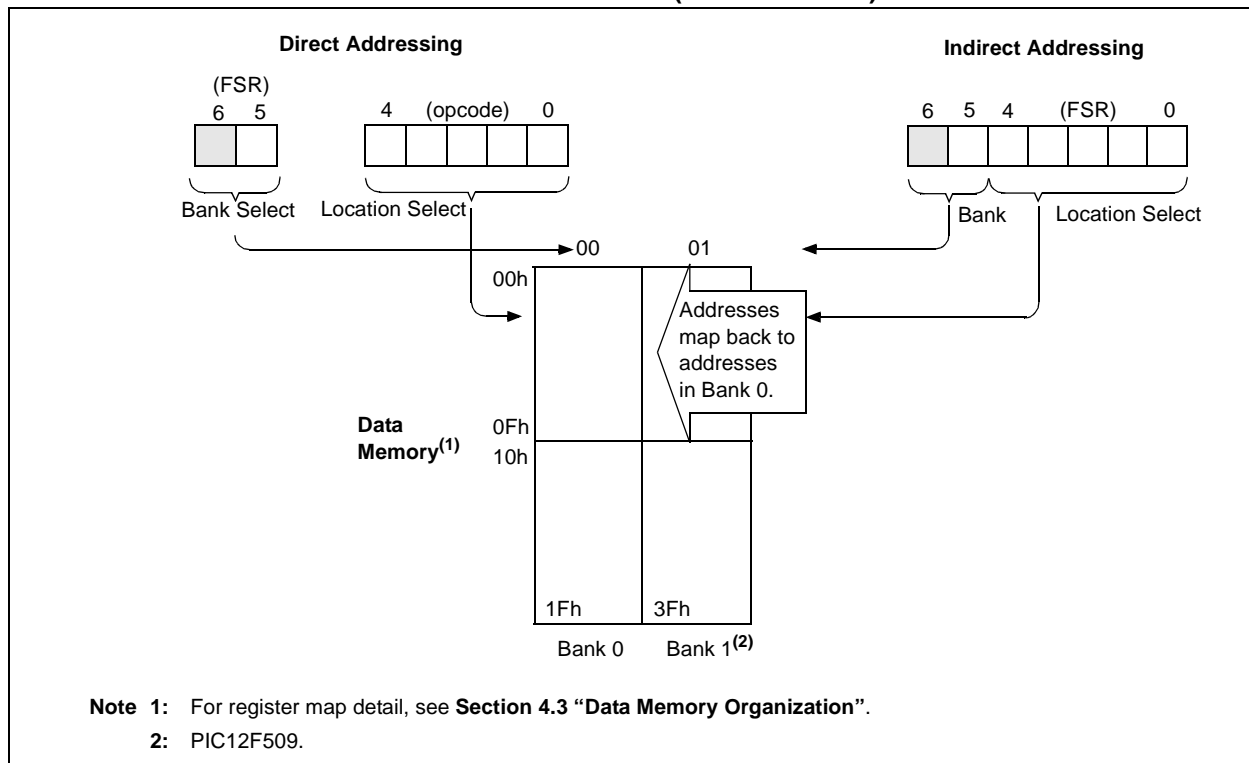 Direct Addressing
Indirect Addressing
(FSR)
6 5
4 (opcode) 0
6 5 4 (FSR) 0
Bank Select
Location Select
Bank
Location Select
00
01
00h
Addresses
map back to
addresses
in Bank 0.
Data
Memory(1)
0Fh
10h
1Fh
3Fh
Bank 0
Bank 1(2)
Note 1: For register map detail, see Section 4.3 “Data Memory Organization”.
2: PIC12F509.